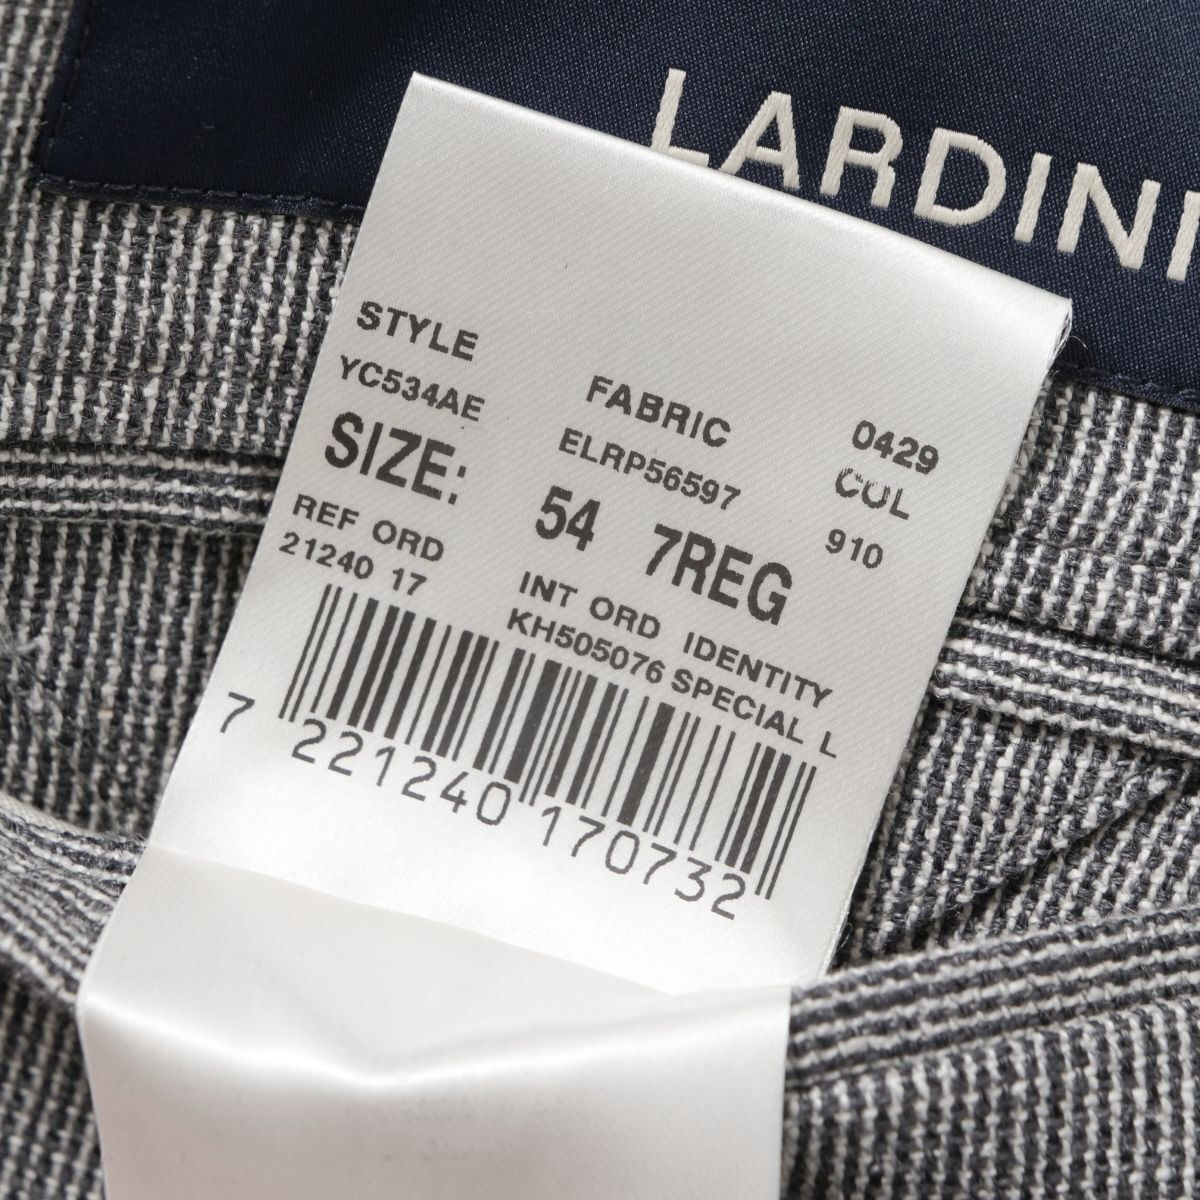 LARDINI
STYLE FABRIC 0429
YC534AE ELRP56597 COL
SIZE: 54 7REG 910
REF ORD INT ORD IDENTITY
21240 17 KH505076 SPECIAL L
7 221240 170732